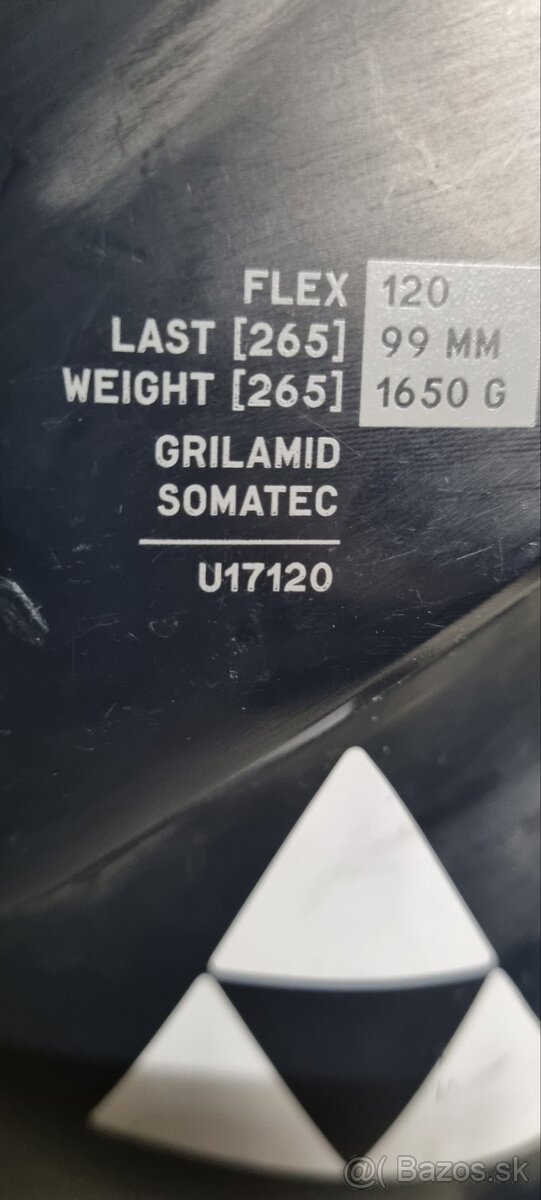 FLEX 120
LAST [265] 99 MM
WEIGHT [265] 1650 G
GRILAMID
SOMATEC
U17120
@( Bazos.sk